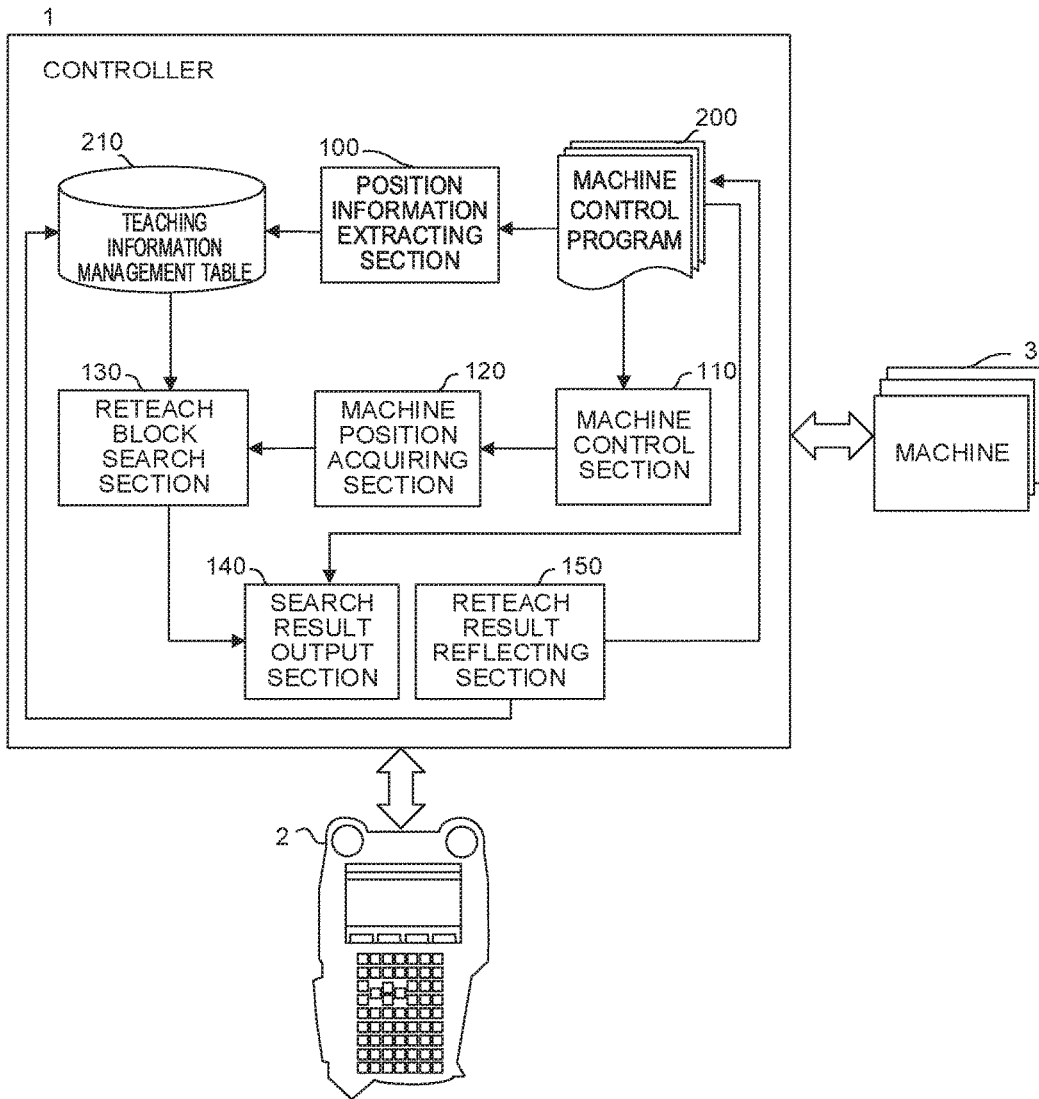 1
CONTROLLER
210
100
200
TEACHING
INFORMATION
MANAGEMENT TABLE
POSITION
INFORMATION
EXTRACTING
SECTION
MACHINE
CONTROL
PROGRAM
130
120
110
3
RETEACH
BLOCK
SEARCH
SECTION
MACHINE
POSITION
ACQUIRING
SECTION
MACHINE
CONTROL
SECTION
MACHINE
140
150
SEARCH
RESULT
OUTPUT
SECTION
RETEACH
RESULT
REFLECTING
SECTION
2